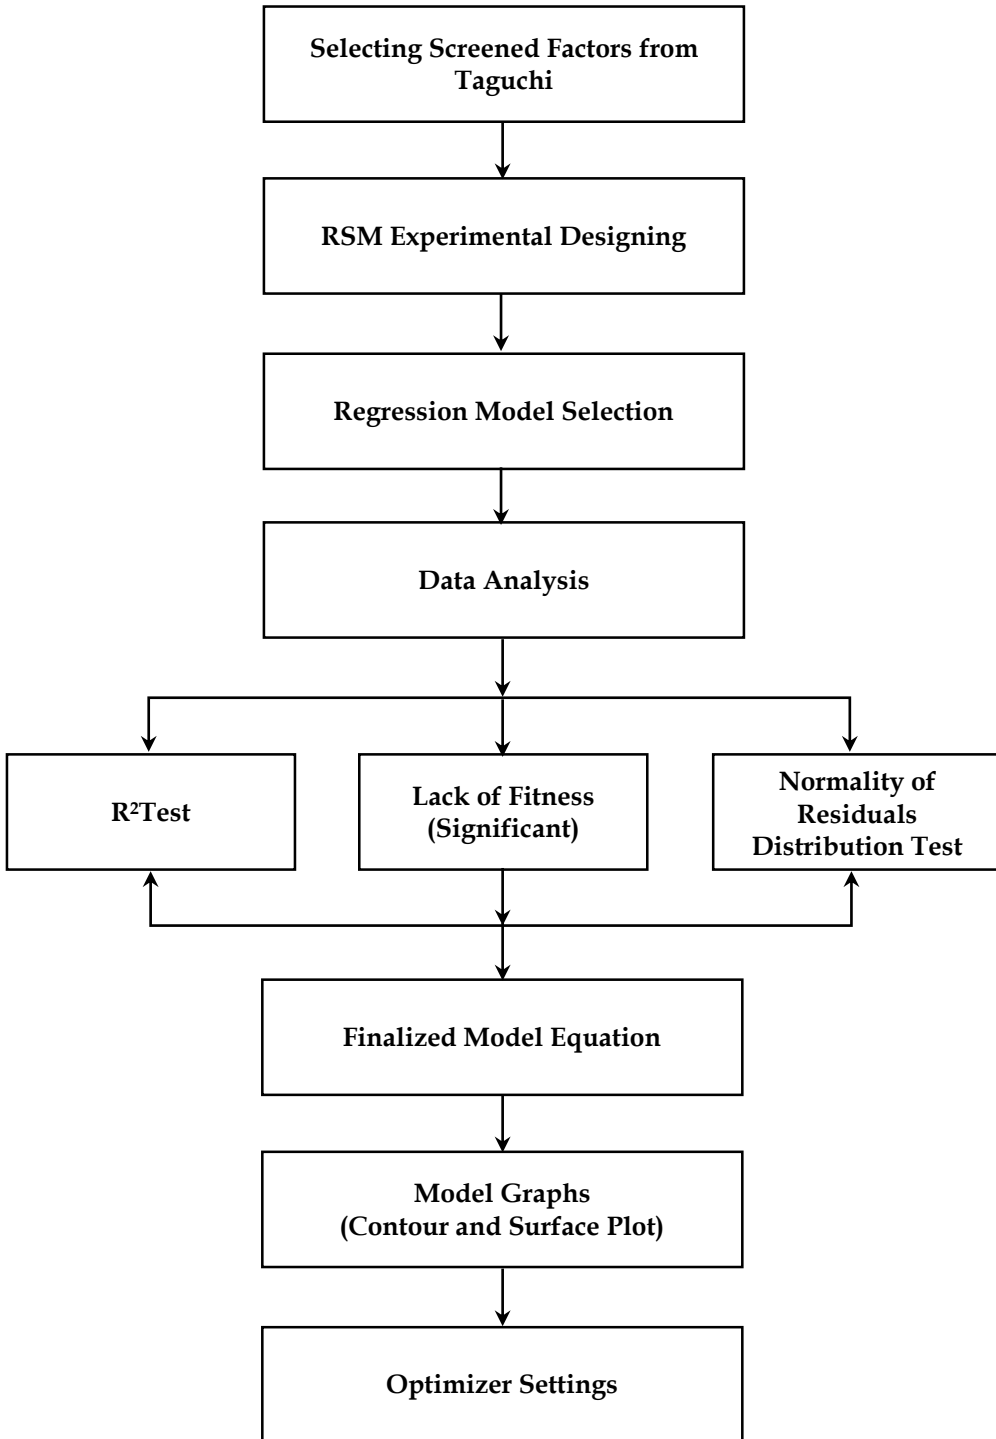 Selecting Screened Factors from
Taguchi
RSM Experimental Designing
Regression Model Selection
Data Analysis
R²Test
Lack of Fitness
(Significant)
Normality of
Residuals
Distribution Test
Finalized Model Equation
Model Graphs
(Contour and Surface Plot)
Optimizer Settings